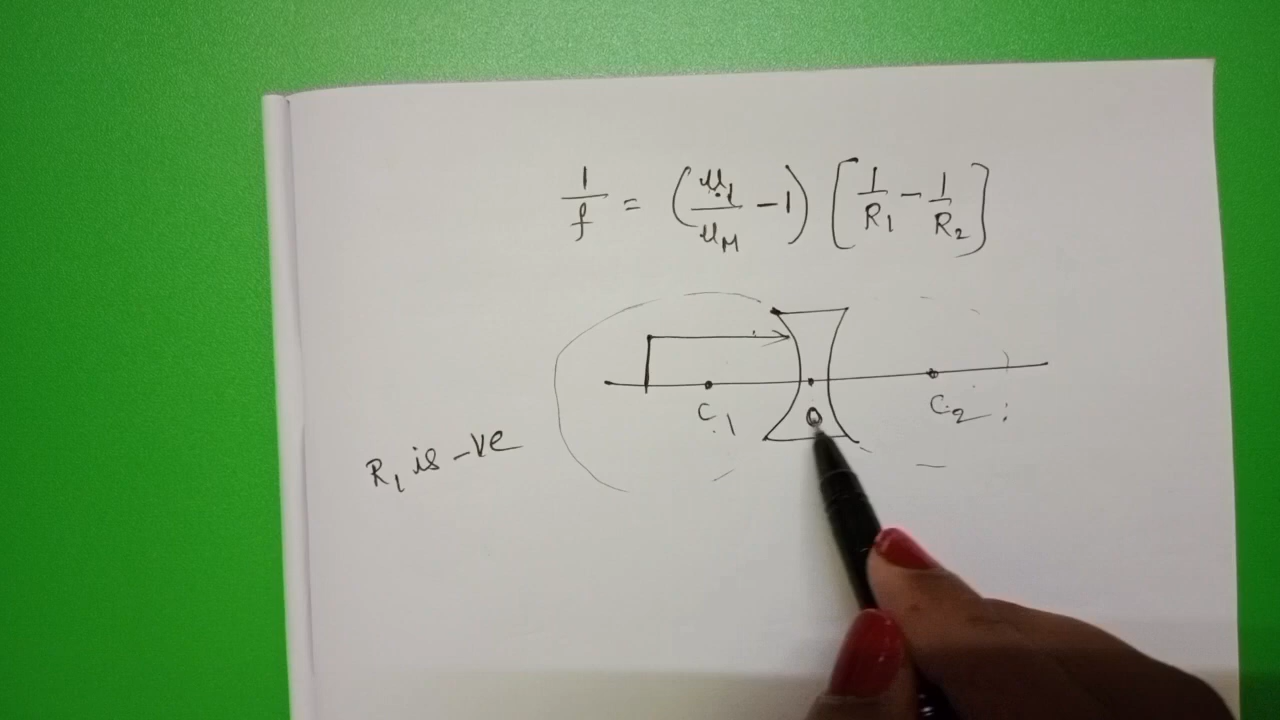 1/f = (μl/μM - 1) [1/R1 - 1/R2]
C1 O C2
R1 is -ve